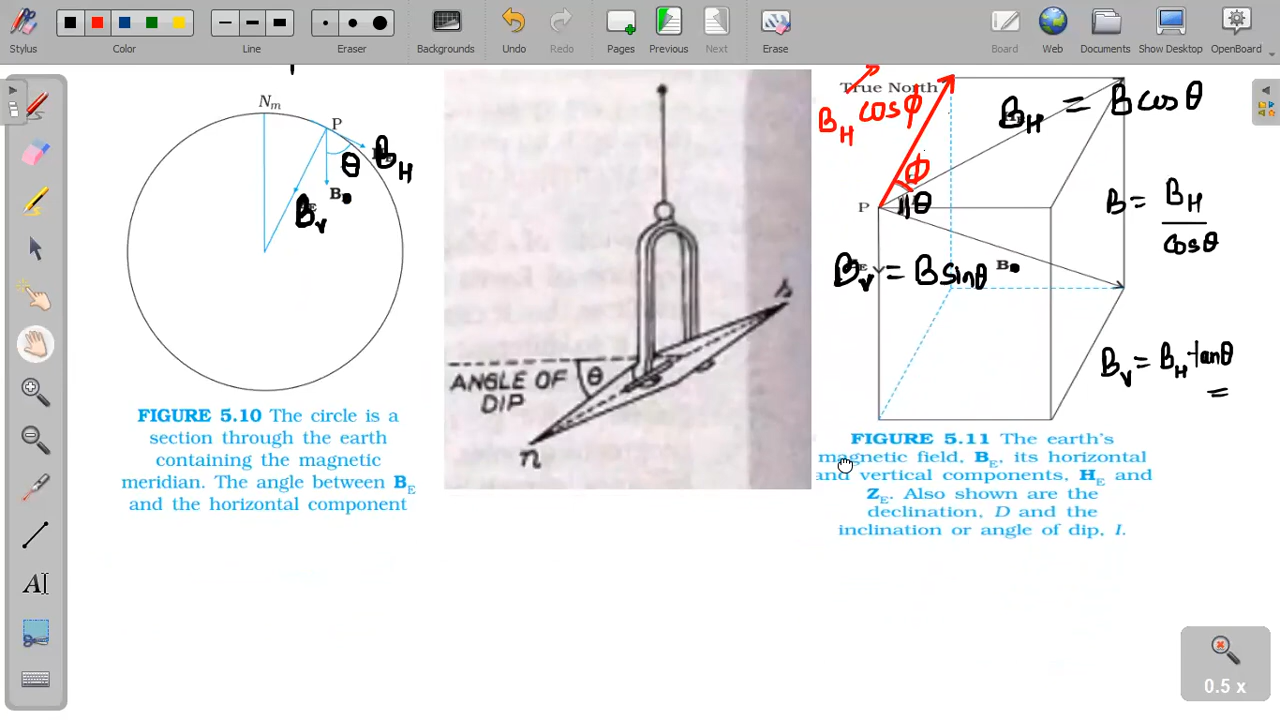 Stylus
Color
Line
Eraser
Backgrounds
Undo
Redo
Pages
Previous
Next
Erase
Board
Web
Documents
Show Desktop
OpenBoard
Nm
P
θ
BH
B
Bv
FIGURE 5.10 The circle is a
section through the earth
containing the magnetic
meridian. The angle between BE
and the horizontal component
ANGLE OF
DIP
θ
s
n
True North
BH cosϕ
BH = Bcosθ
ϕ
θ
P
B = BH
cosθ
Bv = Bsinθ
B
Bv = BH tanθ
FIGURE 5.11 The earth's
magnetic field, BE, its horizontal
and vertical components, HE and
ZE. Also shown are the
declination, D and the
inclination or angle of dip, I.
AI
0.5 x